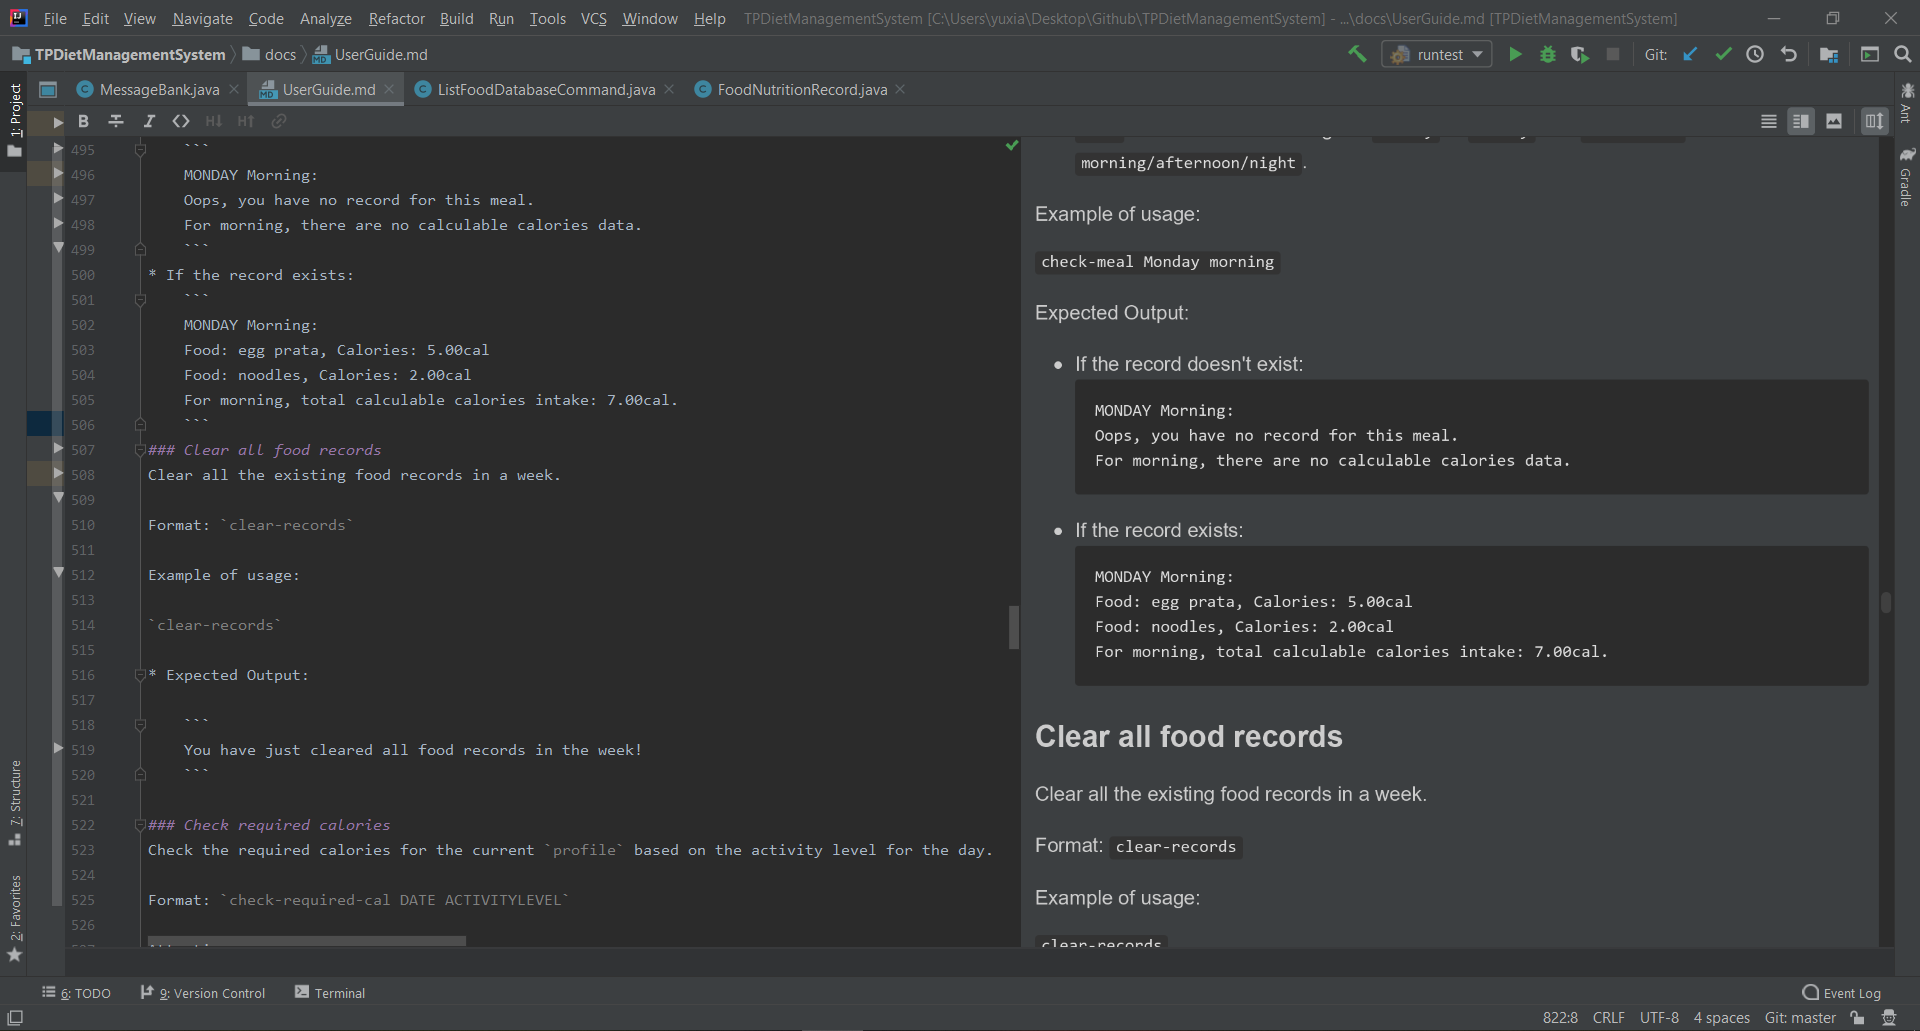 File Edit View Navigate Code Analyze Refactor Build Run Tools VCS Window Help TPDietManagementSystem [C:\Users\yuxia\Desktop\Github\TPDietManagementSystem] - ...\docs\UserGuide.md [TPDietManagementSystem]
TPDietManagementSystem docs UserGuide.md runtest Git:
MessageBank.java UserGuide.md ListFoodDatabaseCommand.java FoodNutritionRecord.java
1: Project
7: Structure
2: Favorites
495 ```
496 MONDAY Morning:
497 Oops, you have no record for this meal.
498 For morning, there are no calculable calories data.
499 ```
500 * If the record exists:
501 ```
502 MONDAY Morning:
503 Food: egg prata, Calories: 5.00cal
504 Food: noodles, Calories: 2.00cal
505 For morning, total calculable calories intake: 7.00cal.
506 ```
507 ### Clear all food records
508 Clear all the existing food records in a week.
509
510 Format: `clear-records`
511
512 Example of usage:
513
514 `clear-records`
515
516 * Expected Output:
517
518 ```
519 You have just cleared all food records in the week!
520 ```
521
522 ### Check required calories
523 Check the required calories for the current `profile` based on the activity level for the day.
524
525 Format: `check-required-cal DATE ACTIVITYLEVEL`
526
morning/afternoon/night.
Example of usage:
check-meal Monday morning
Expected Output:
• If the record doesn't exist:
MONDAY Morning:
Oops, you have no record for this meal.
For morning, there are no calculable calories data.
• If the record exists:
MONDAY Morning:
Food: egg prata, Calories: 5.00cal
Food: noodles, Calories: 2.00cal
For morning, total calculable calories intake: 7.00cal.
Clear all food records
Clear all the existing food records in a week.
Format: clear-records
Example of usage:
clear-records
Ant
Gradle
6: TODO 9: Version Control Terminal Event Log
822:8 CRLF UTF-8 4 spaces Git: master